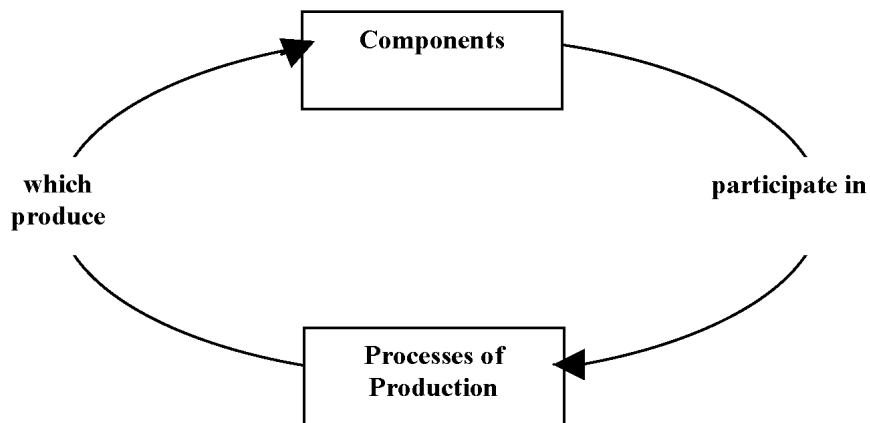 Components
which
produce
participate in
Processes of
Production